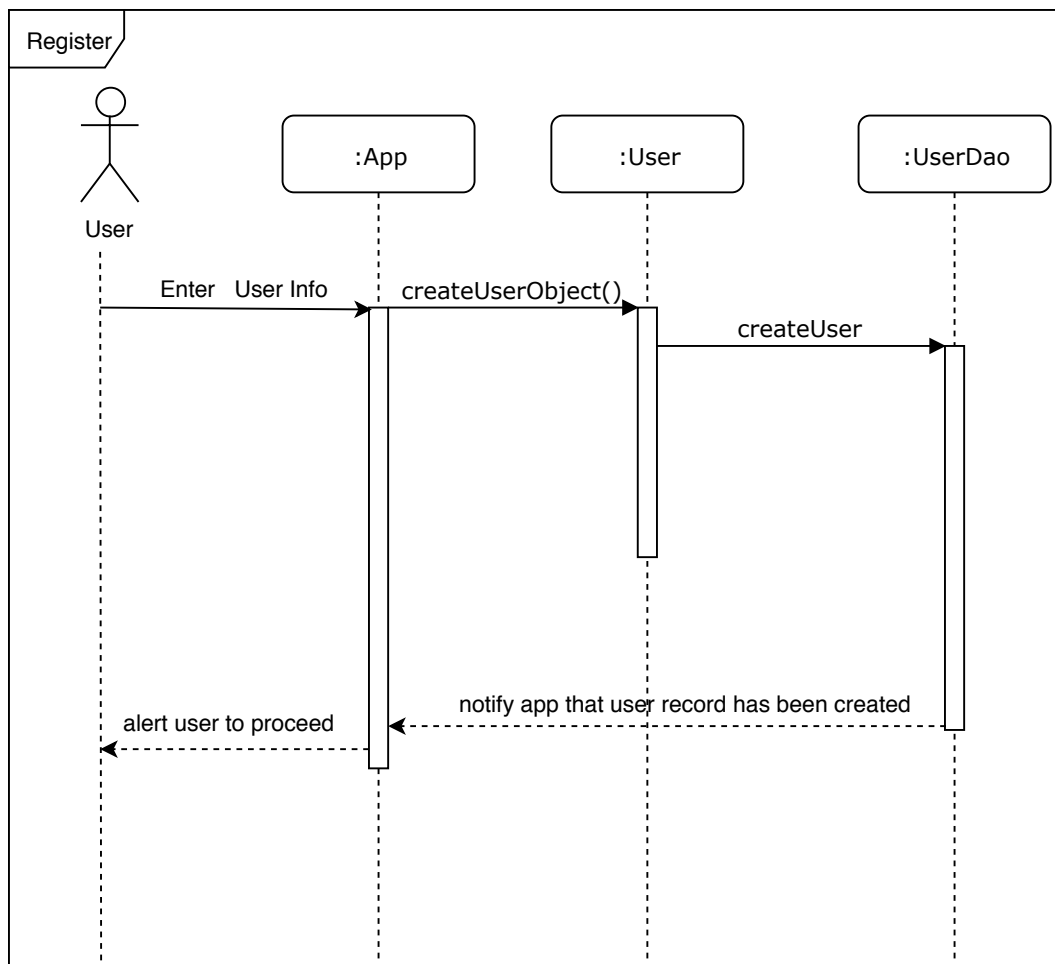 Register
:App
:User
:UserDao
User
Enter User Info
createUserObject()
createUser
notify app that user record has been created
alert user to proceed